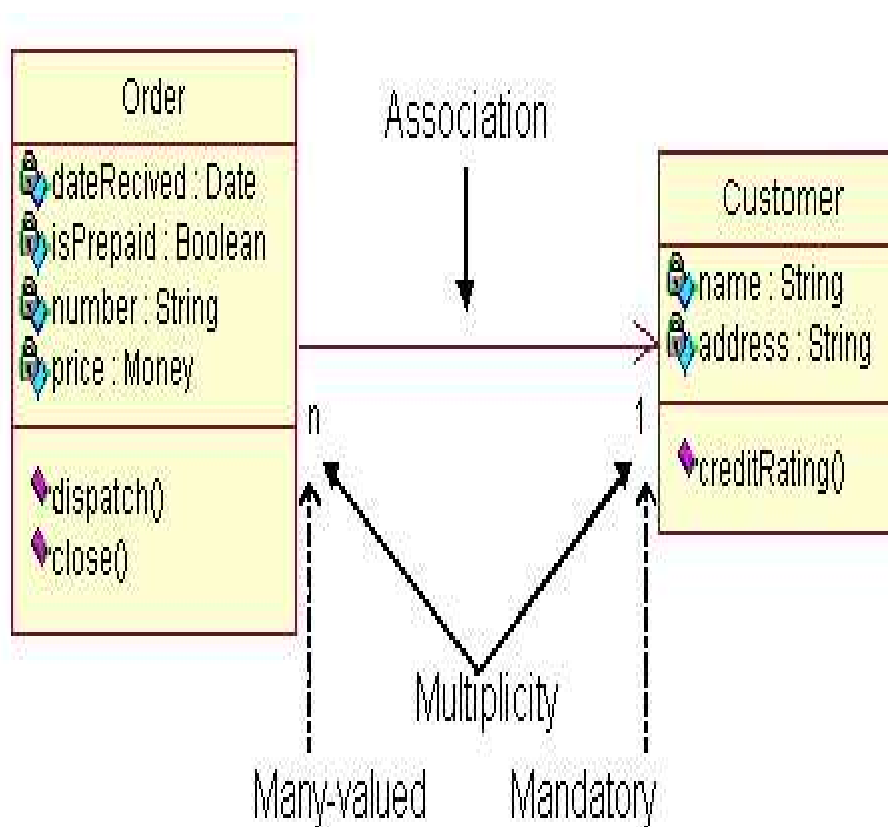 Order
dateRecived : Date
isPrepaid : Boolean
number : String
price : Money
dispatch()
close()
Association
Customer
name : String
address : String
creditRating()
n
1
Multiplicity
Many-valued
Mandatory